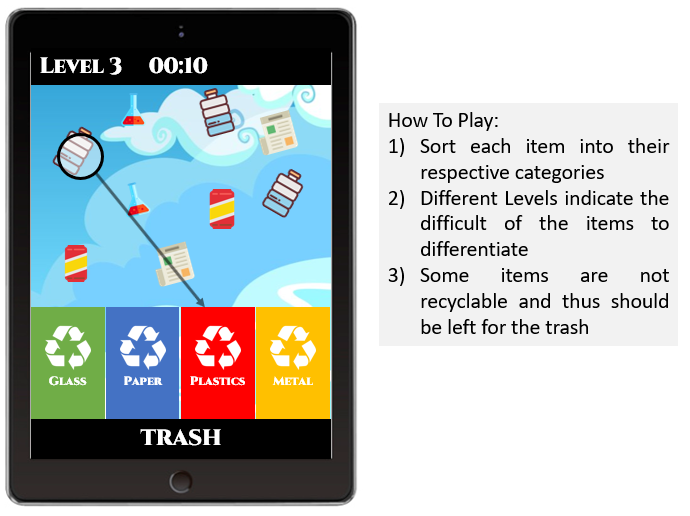 LEVEL 3 00:10
GLASS
PAPER
PLASTICS
METAL
TRASH
How To Play:
1) Sort each item into their
respective categories
2) Different Levels indicate the
difficult of the items to
differentiate
3) Some items are not
recyclable and thus should
be left for the trash